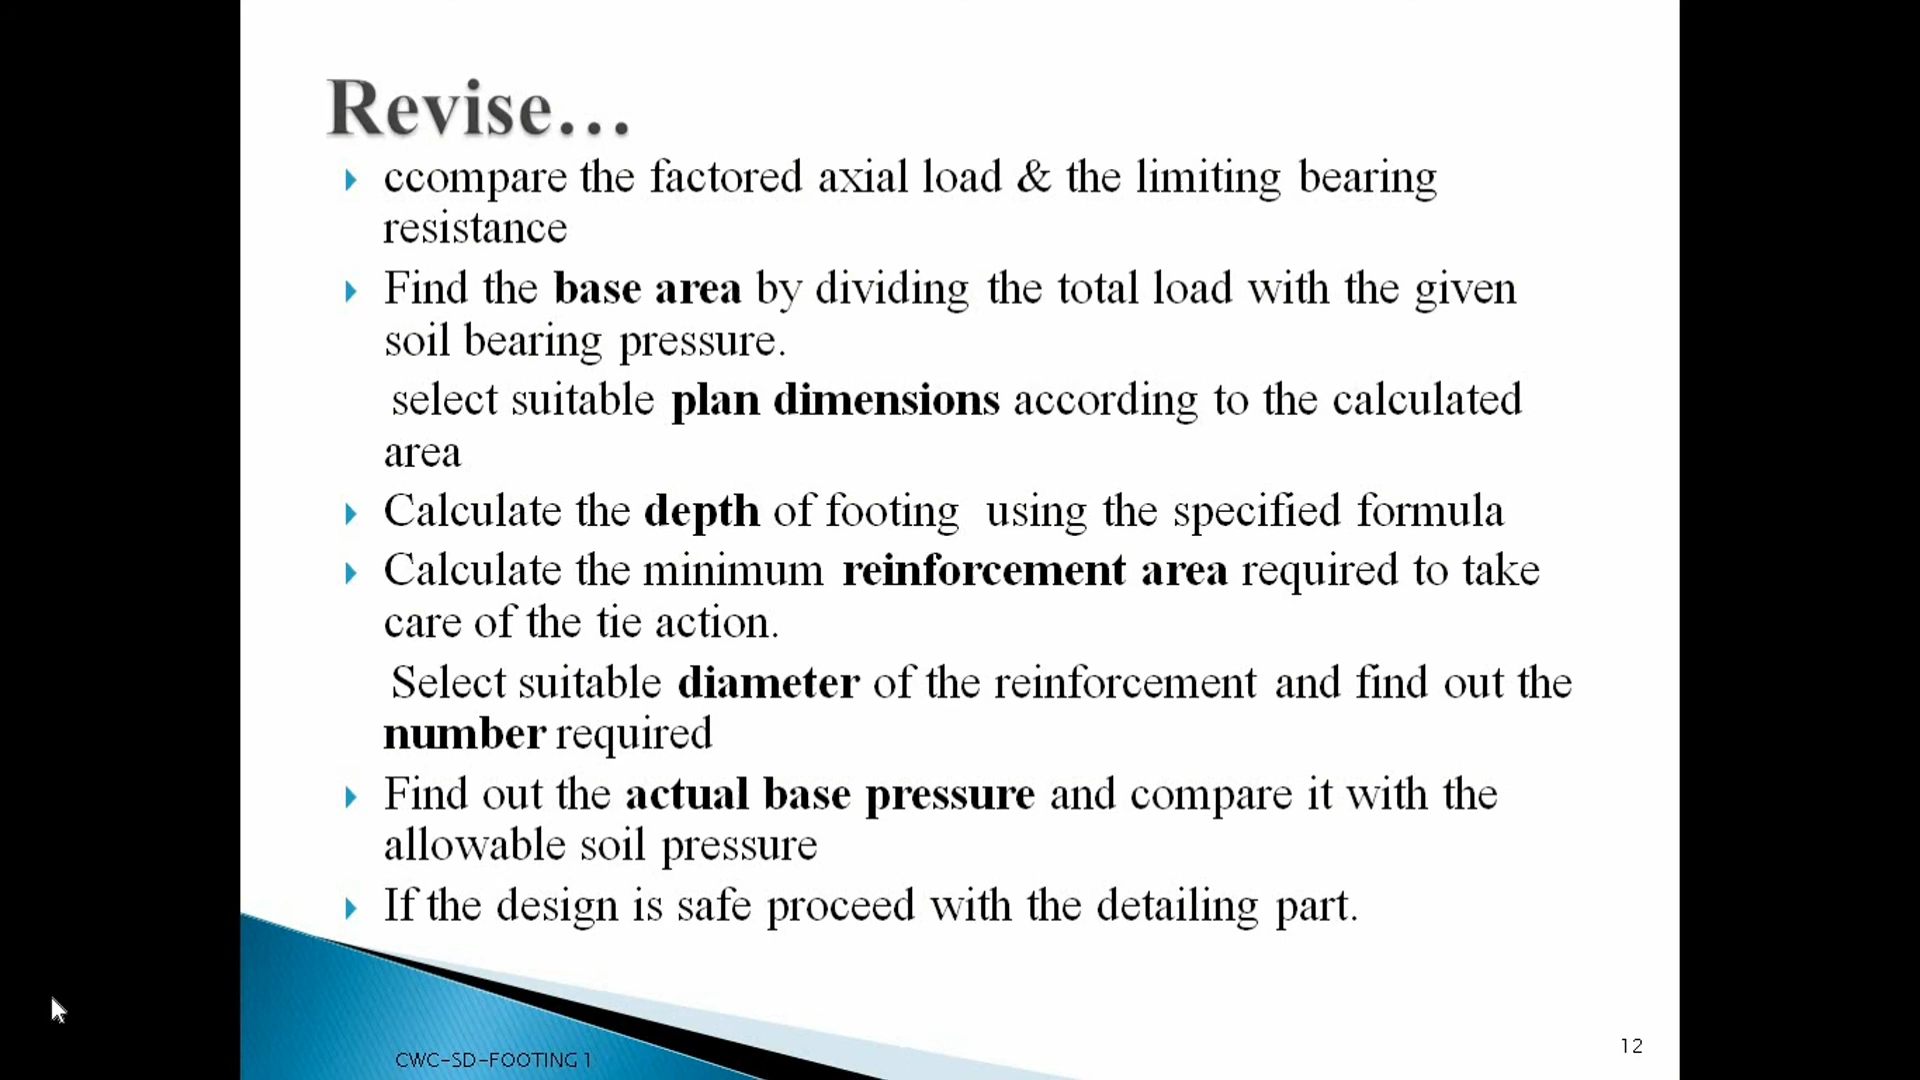 Revise...
ccompare the factored axial load & the limiting bearing
resistance
Find the base area by dividing the total load with the given
soil bearing pressure.
select suitable plan dimensions according to the calculated
area
Calculate the depth of footing using the specified formula
Calculate the minimum reinforcement area required to take
care of the tie action.
Select suitable diameter of the reinforcement and find out the
number required
Find out the actual base pressure and compare it with the
allowable soil pressure
If the design is safe proceed with the detailing part.
CWC-SD-FOOTING 1
12